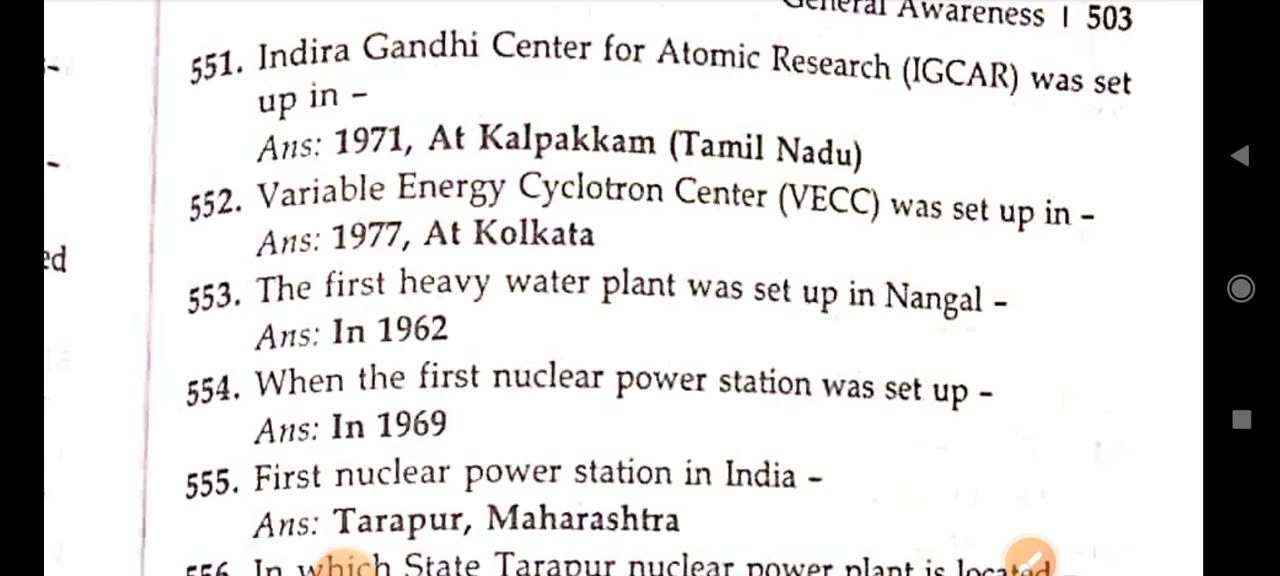 General Awareness | 503
551. Indira Gandhi Center for Atomic Research (IGCAR) was set
up in –
Ans: 1971, At Kalpakkam (Tamil Nadu)
552. Variable Energy Cyclotron Center (VECC) was set up in –
Ans: 1977, At Kolkata
553. The first heavy water plant was set up in Nangal –
Ans: In 1962
ed
554. When the first nuclear power station was set up –
Ans: In 1969
555. First nuclear power station in India –
Ans: Tarapur, Maharashtra
556. In which State Tarapur nuclear power plant is located